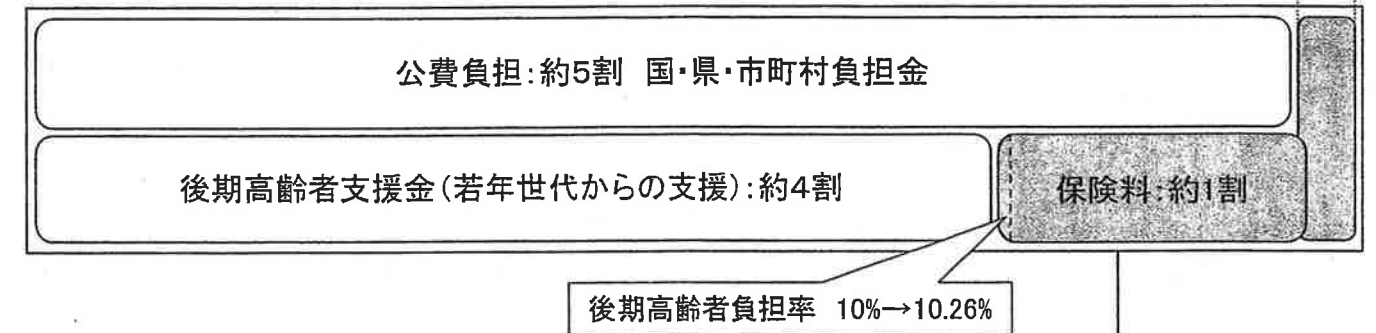 公費負担:約5割 国・県・市町村負担金
後期高齢者支援金(若年世代からの支援):約4割
保険料:約1割
後期高齢者負担率 10%→10.26%